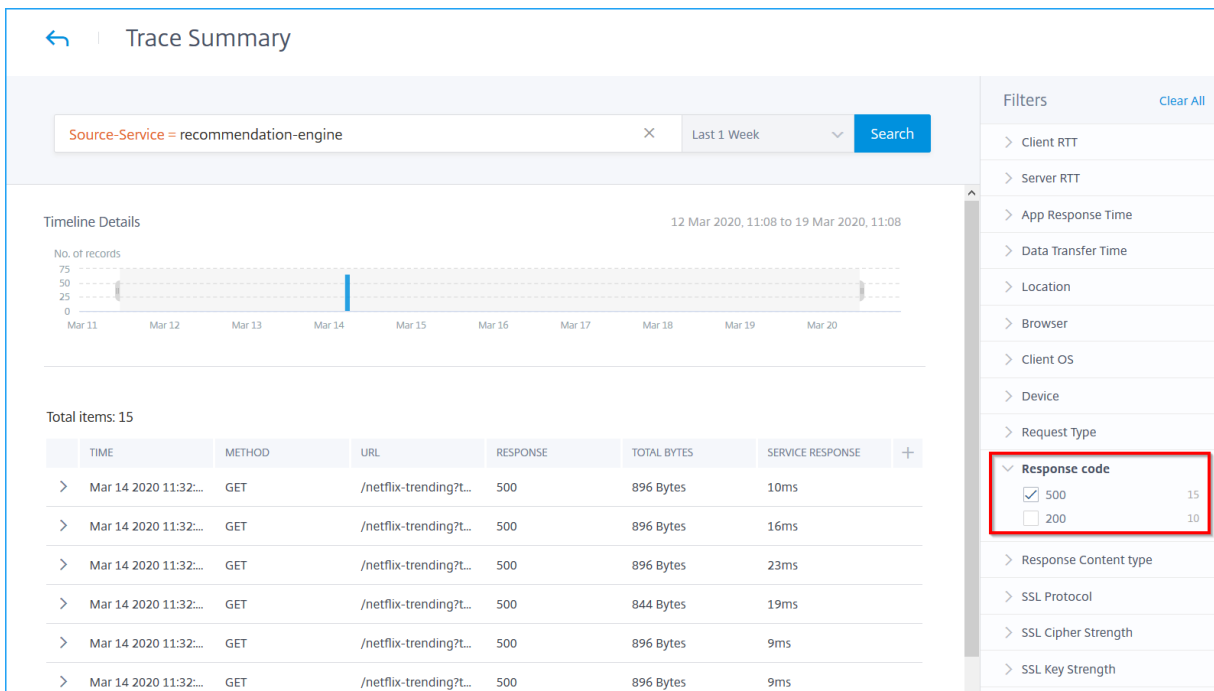 Trace Summary
Source-Service = recommendation-engine
Last 1 Week
Search
Timeline Details
12 Mar 2020, 11:08 to 19 Mar 2020, 11:08
No. of records
75
50
25
0
Mar 11 Mar 12 Mar 13 Mar 14 Mar 15 Mar 16 Mar 17 Mar 18 Mar 19 Mar 20
Total items: 15
TIME METHOD URL RESPONSE TOTAL BYTES SERVICE RESPONSE
Mar 14 2020 11:32:... GET /netflix-trending?t... 500 896 Bytes 10ms
Mar 14 2020 11:32:... GET /netflix-trending?t... 500 896 Bytes 16ms
Mar 14 2020 11:32:... GET /netflix-trending?t... 500 896 Bytes 23ms
Mar 14 2020 11:32:... GET /netflix-trending?t... 500 844 Bytes 19ms
Mar 14 2020 11:32:... GET /netflix-trending?t... 500 896 Bytes 9ms
Mar 14 2020 11:32:... GET /netflix-trending?t... 500 896 Bytes 9ms
Filters Clear All
Client RTT
Server RTT
App Response Time
Data Transfer Time
Location
Browser
Client OS
Device
Request Type
Response code
500 15
200 10
Response Content type
SSL Protocol
SSL Cipher Strength
SSL Key Strength